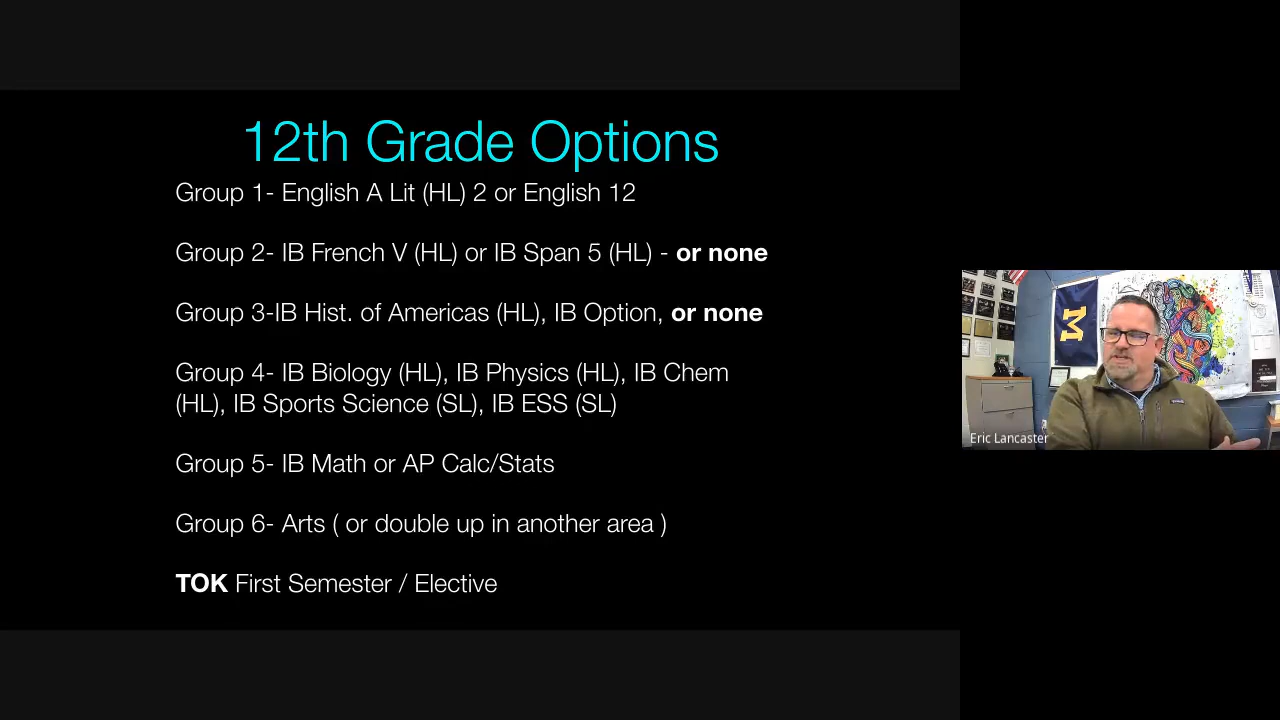 12th Grade Options
Group 1- English A Lit (HL) 2 or English 12
Group 2- IB French V (HL) or IB Span 5 (HL) - or none
Group 3-IB Hist. of Americas (HL), IB Option, or none
Group 4- IB Biology (HL), IB Physics (HL), IB Chem
(HL), IB Sports Science (SL), IB ESS (SL)
Group 5- IB Math or AP Calc/Stats
Group 6- Arts ( or double up in another area )
TOK First Semester / Elective
M
Eric Lancaster